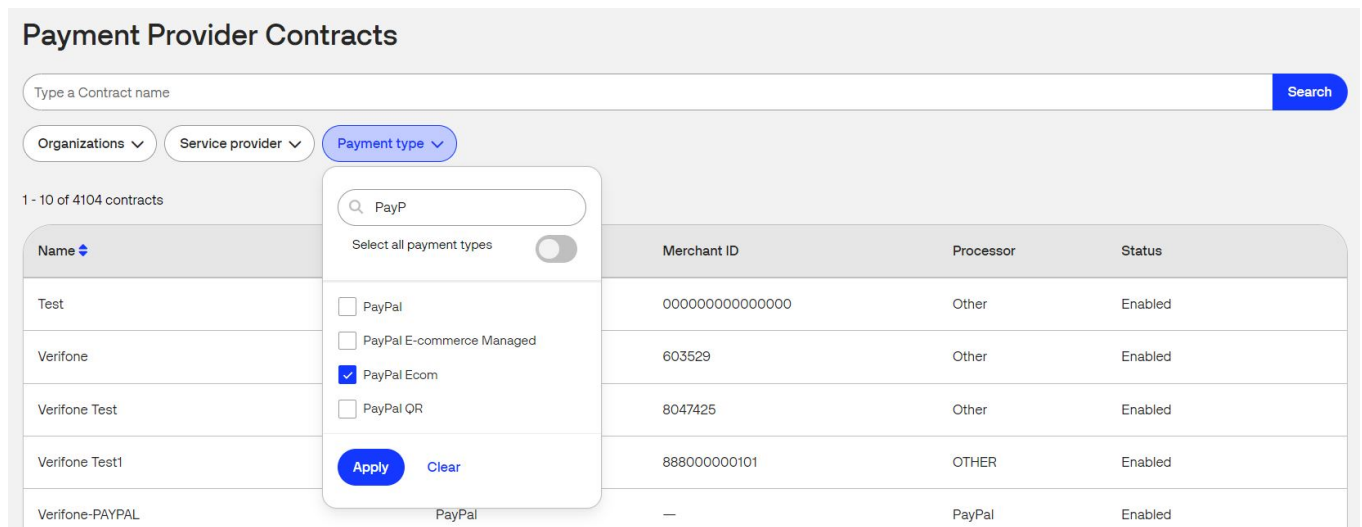 Payment Provider Contracts
Type a Contract name Search
Organizations Service provider Payment type
1 - 10 of 4104 contracts
PayP
Select all payment types
PayPal
PayPal E-commerce Managed
PayPal Ecom
PayPal QR
Apply Clear
Name Merchant ID Processor Status
Test 000000000000000 Other Enabled
Verifone 603529 Other Enabled
Verifone Test 8047425 Other Enabled
Verifone Test1 888000000101 OTHER Enabled
Verifone-PAYPAL PayPal — PayPal Enabled